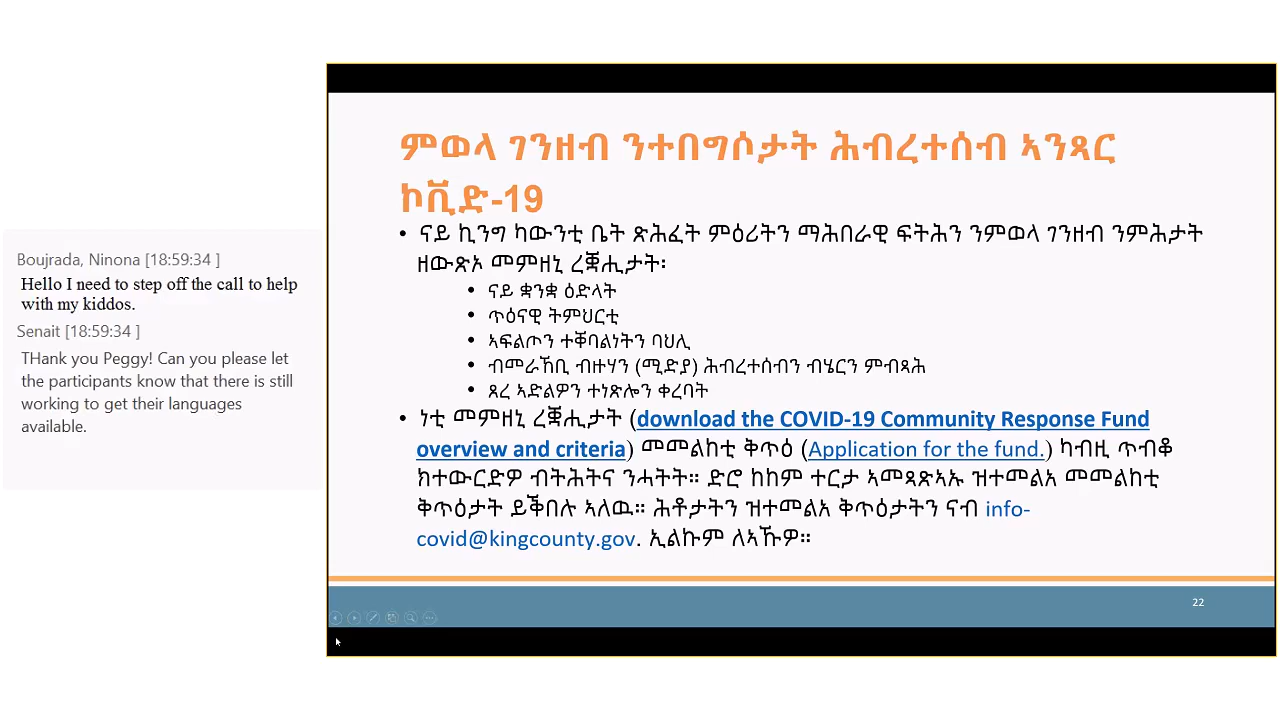 Boujrada, Ninona [18:59:34 ]
Hello I need to step off the call to help
with my kiddos.
Senait [18:59:34 ]
THank you Peggy! Can you please let
the participants know that there is still
working to get their languages
available.
ምወላ ገንዘብ ንተበግሶታት ሕብረተሰብ ኣንጻር
ኮቪድ-19
• ናይ ኪንግ ካውንቲ ቤት ጽሕፈት ምዕሪትን ማሕበራዊ ፍትሕን ንምወላ ገንዘብ ንምሕታት
ዘውጽኦ መምዘኒ ረቛሒታት፡
• ናይ ቋንቋ ዕድላት
• ጥዕናዊ ትምህርቲ
• ኣፍልጦን ተቐባልነትን ባህሊ
• ብመራኸቢ ብዙሃን (ሚድያ) ሕብረተሰብን ብሄርን ምብጻሕ
• ጸረ ኣድልዎን ተነጽሎን ቀረባት
• ነቲ መምዘኒ ረቛሒታት (download the COVID-19 Community Response Fund
overview and criteria) መመልከቲ ቅጥዕ (Application for the fund.) ካብዚ ጥብቆ
ክተውርድዎ ብትሕትና ንሓትት። ድሮ ከከም ተርታ ኣመጻጽኣኡ ዝተመልአ መመልከቲ
ቅጥዕታት ይቕበሉ ኣለዉ። ሕቶታትን ዝተመልአ ቅጥዕታትን ናብ info-
covid@kingcounty.gov. ኢልኩም ለኣኹዎ።
22